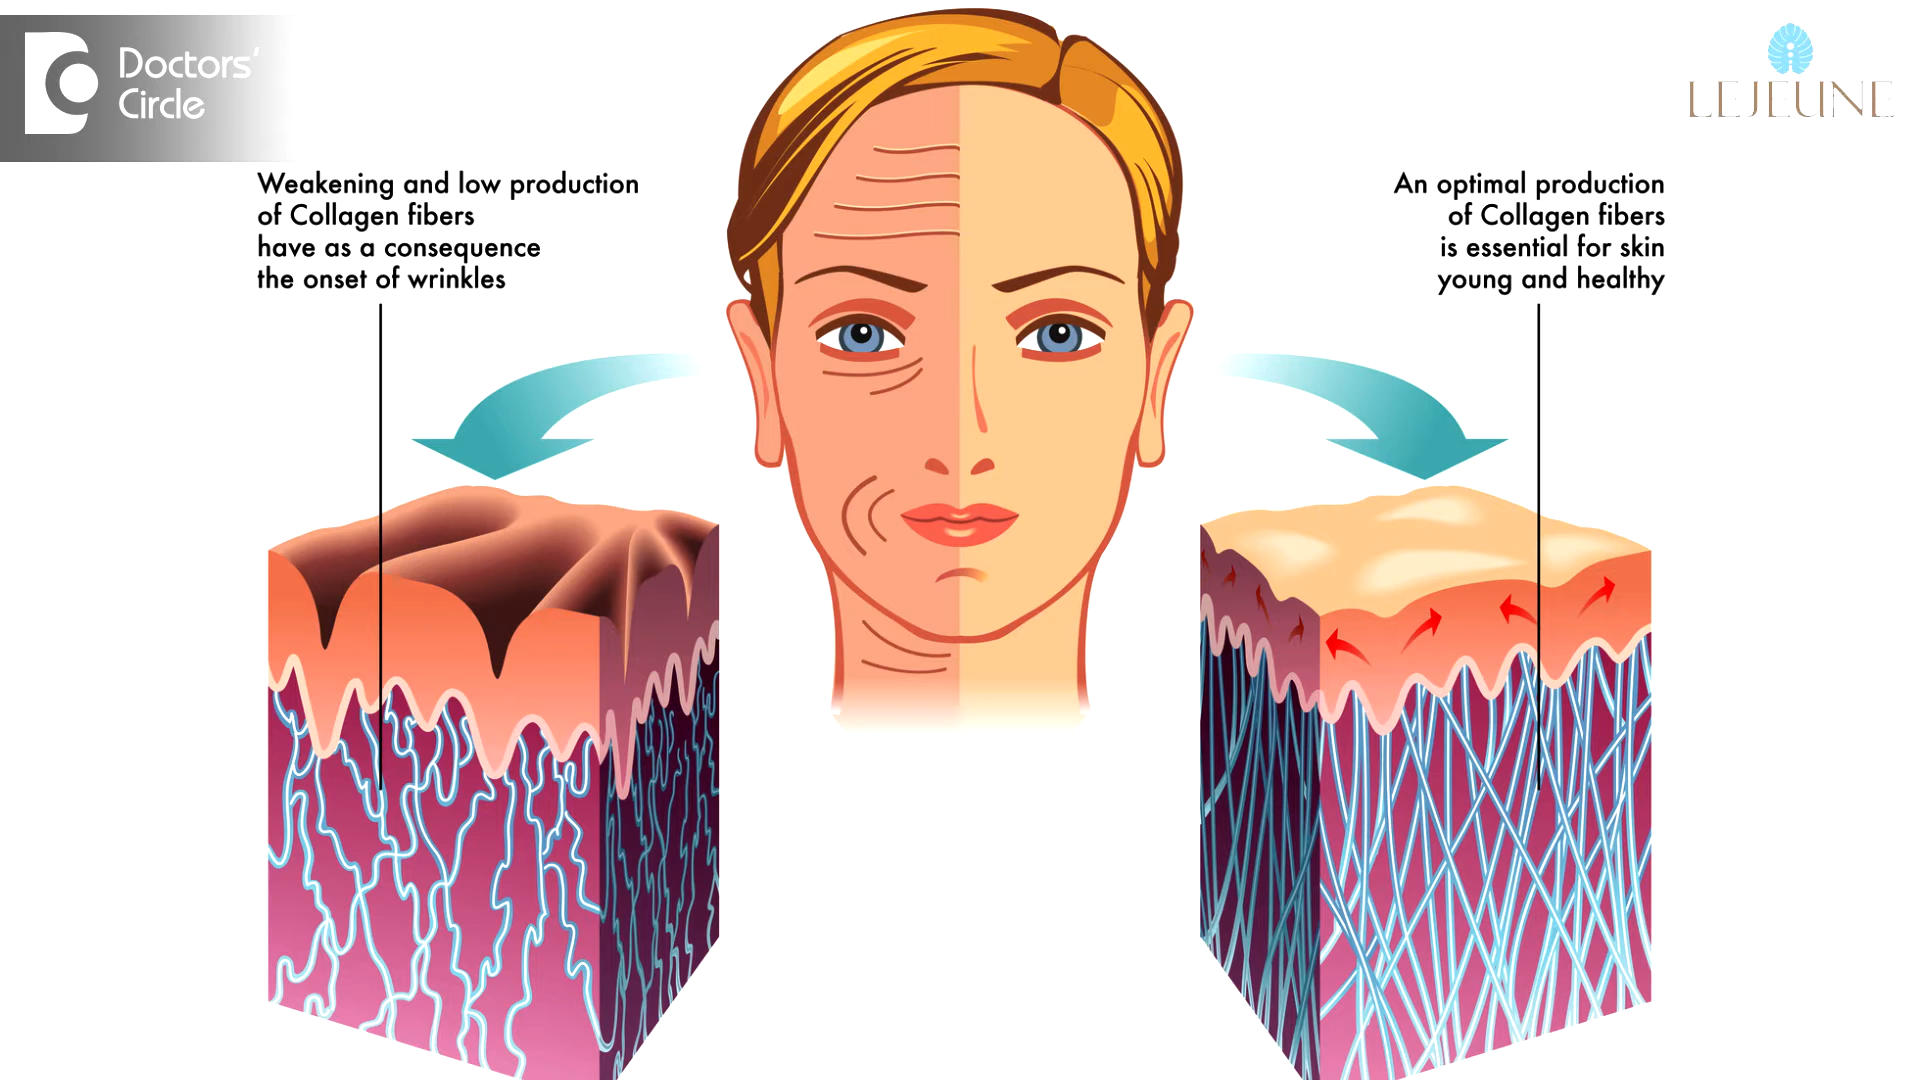 Doctors'
Circle
LEJEUNE
Weakening and low production
of Collagen fibers
have as a consequence
the onset of wrinkles
An optimal production
of Collagen fibers
is essential for skin
young and healthy